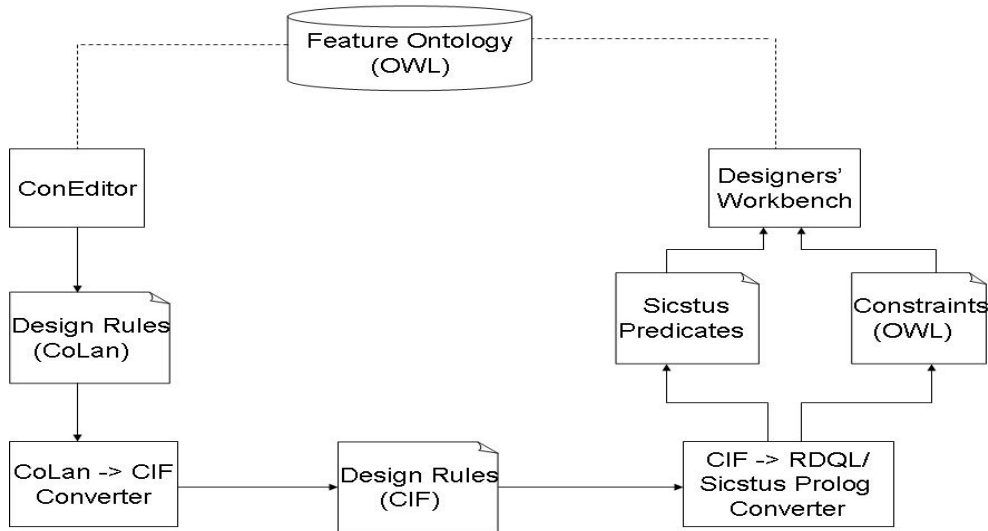 Feature Ontology
(OWL)
ConEditor
Designers'
Workbench
Design Rules
(CoLan)
Sicstus
Predicates
Constraints
(OWL)
CoLan -> CIF
Converter
Design Rules
(CIF)
CIF -> RDQL/
Sicstus Prolog
Converter